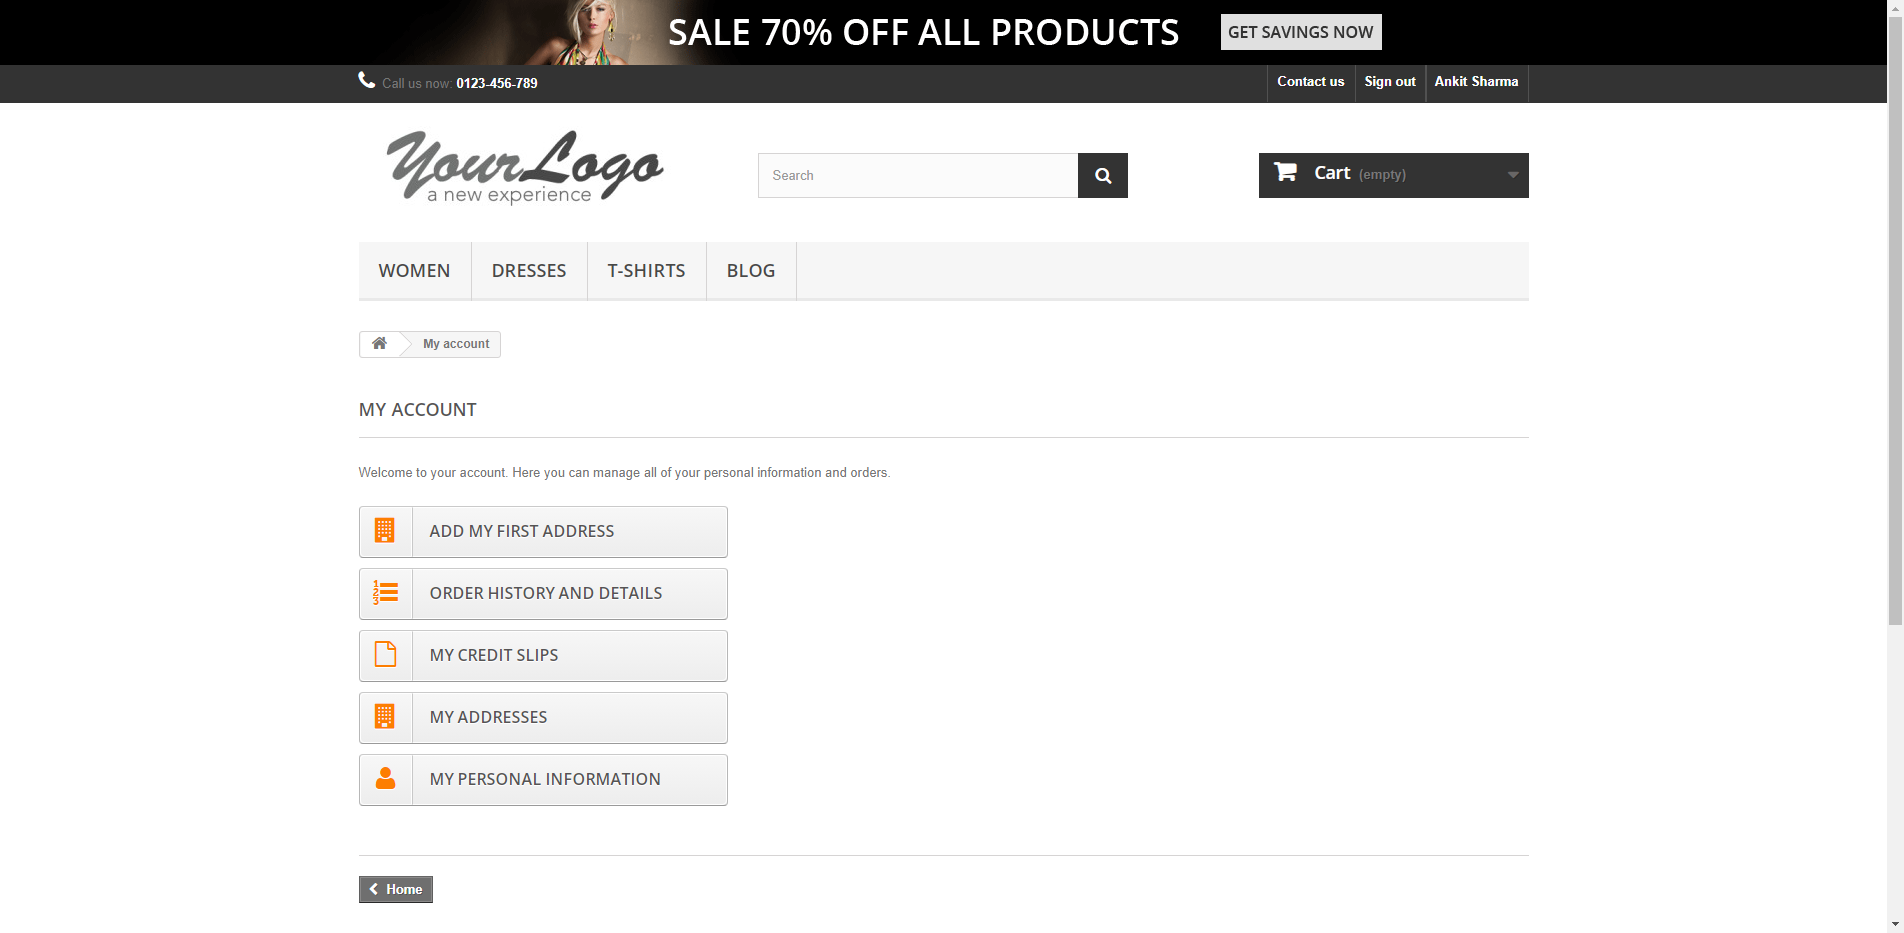 SALE 70% OFF ALL PRODUCTS GET SAVINGS NOW
Call us now: 0123-456-789 Contact us Sign out Ankit Sharma
Your Logo
a new experience
Search
Cart (empty)
WOMEN DRESSES T-SHIRTS BLOG
My account
MY ACCOUNT
Welcome to your account. Here you can manage all of your personal information and orders.
ADD MY FIRST ADDRESS
ORDER HISTORY AND DETAILS
MY CREDIT SLIPS
MY ADDRESSES
MY PERSONAL INFORMATION
Home